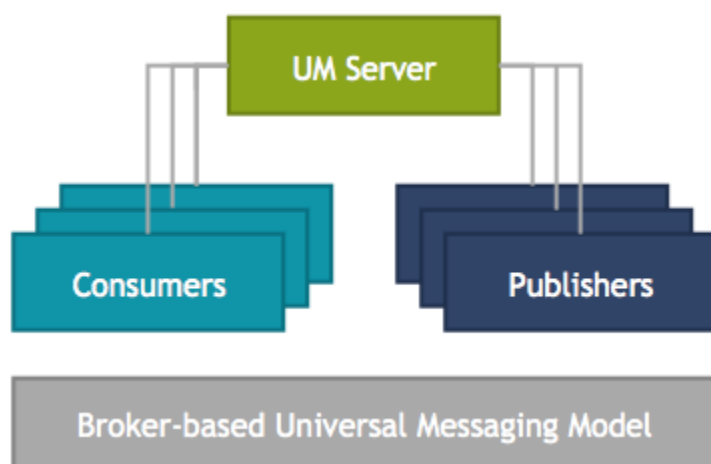 UM Server
Consumers
Publishers
Broker-based Universal Messaging Model